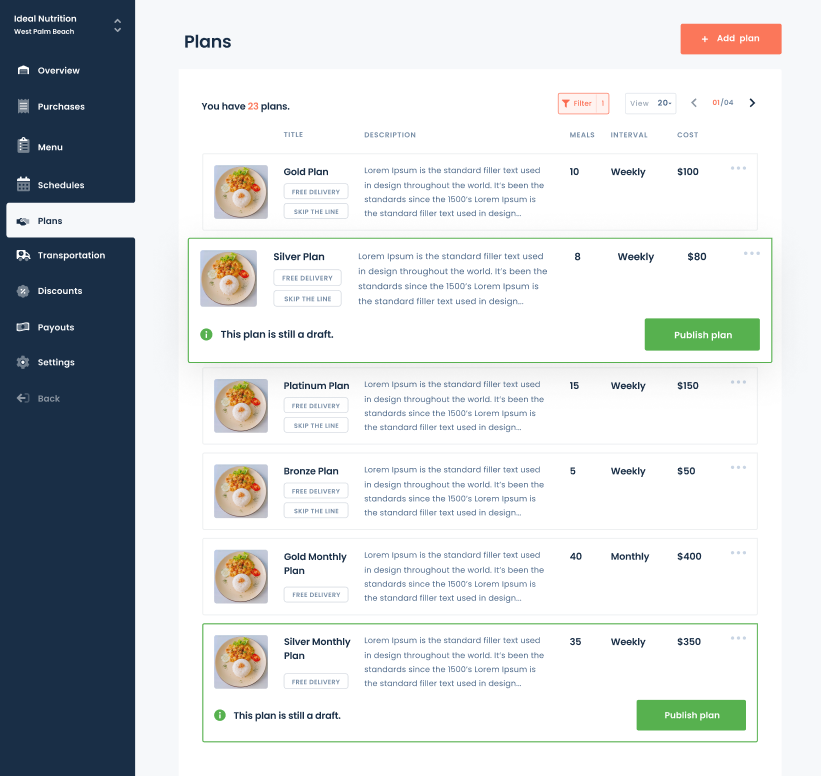 Ideal Nutrition
West Palm Beach
Overview
Purchases
Menu
Schedules
Plans
Transportation
Discounts
Payouts
Settings
Back
Plans
+ Add plan
You have 23 plans.
Filter 1
View 20
01/04
TITLE DESCRIPTION MEALS INTERVAL COST
Gold Plan
FREE DELIVERY
SKIP THE LINE
Lorem Ipsum is the standard filler text used
in design throughout the world. It's been the
standards since the 1500's Lorem Ipsum is
the standard filler text used in design...
10 Weekly $100
Silver Plan
FREE DELIVERY
SKIP THE LINE
Lorem Ipsum is the standard filler text used
in design throughout the world. It's been the
standards since the 1500's Lorem Ipsum is
the standard filler text used in design...
8 Weekly $80
This plan is still a draft.
Publish plan
Platinum Plan
FREE DELIVERY
SKIP THE LINE
Lorem Ipsum is the standard filler text used
in design throughout the world. It's been the
standards since the 1500's Lorem Ipsum is
the standard filler text used in design...
15 Weekly $150
Bronze Plan
FREE DELIVERY
SKIP THE LINE
Lorem Ipsum is the standard filler text used
in design throughout the world. It's been the
standards since the 1500's Lorem Ipsum is
the standard filler text used in design...
5 Weekly $50
Gold Monthly
Plan
FREE DELIVERY
Lorem Ipsum is the standard filler text used
in design throughout the world. It's been the
standards since the 1500's Lorem Ipsum is
the standard filler text used in design...
40 Monthly $400
Silver Monthly
Plan
FREE DELIVERY
Lorem Ipsum is the standard filler text used
in design throughout the world. It's been the
standards since the 1500's Lorem Ipsum is
the standard filler text used in design...
35 Weekly $350
This plan is still a draft.
Publish plan